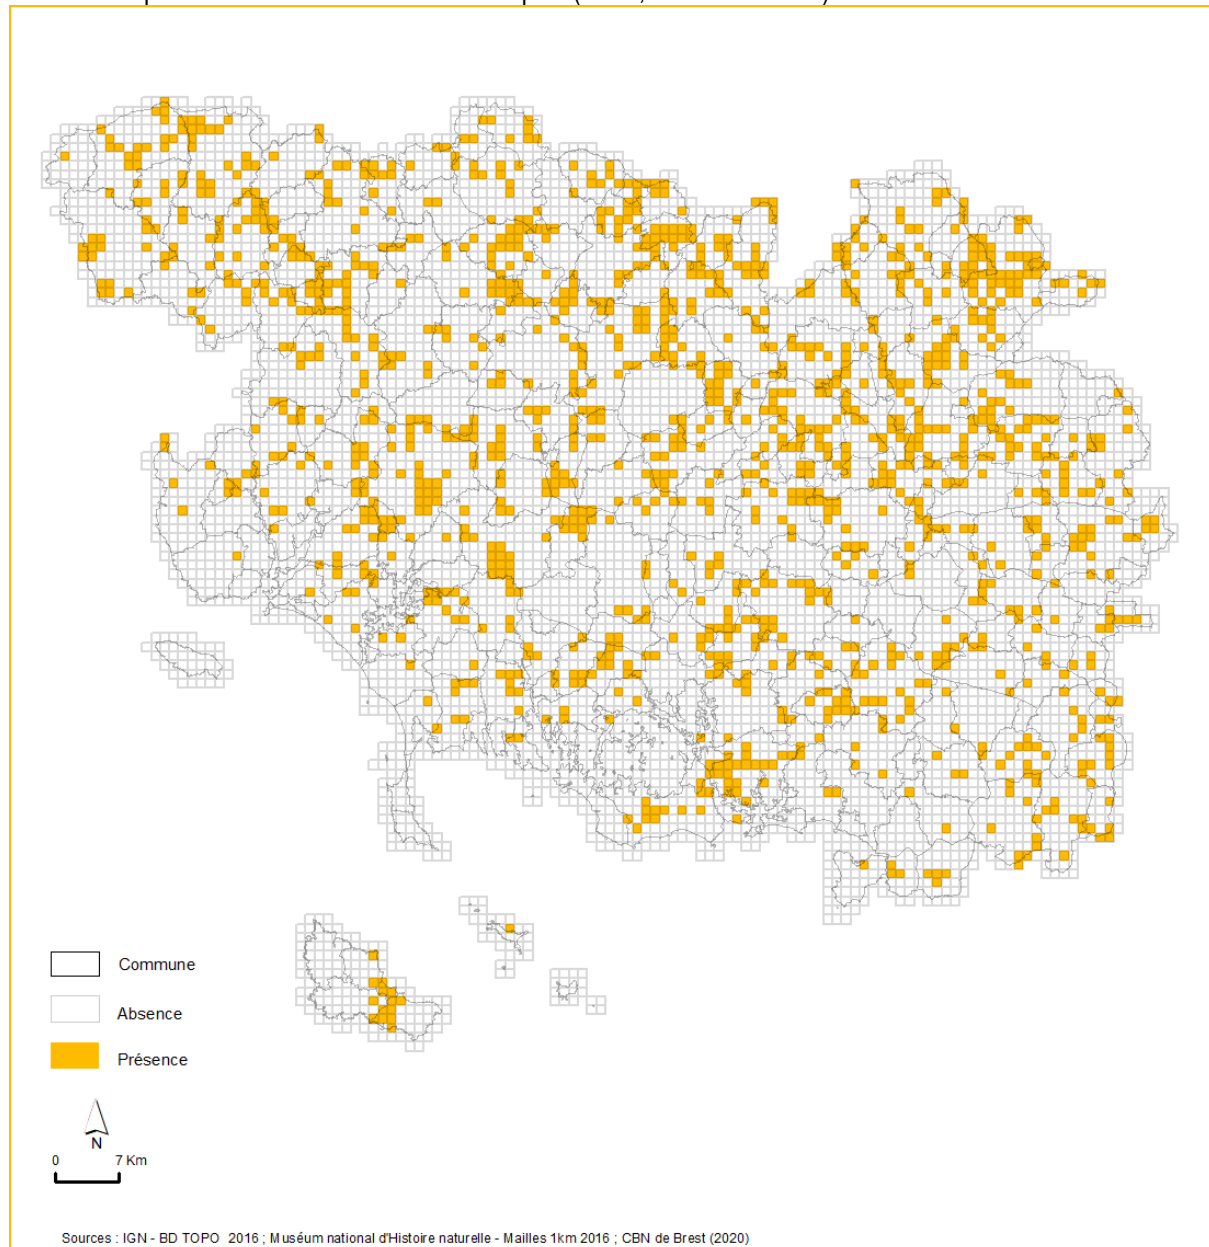 Commune
Absence
Présence
N
0 7 Km
Sources : IGN - BD TOPO 2016 ; Muséum national d'Histoire naturelle - Mailles 1km 2016 ; CBN de Brest (2020)